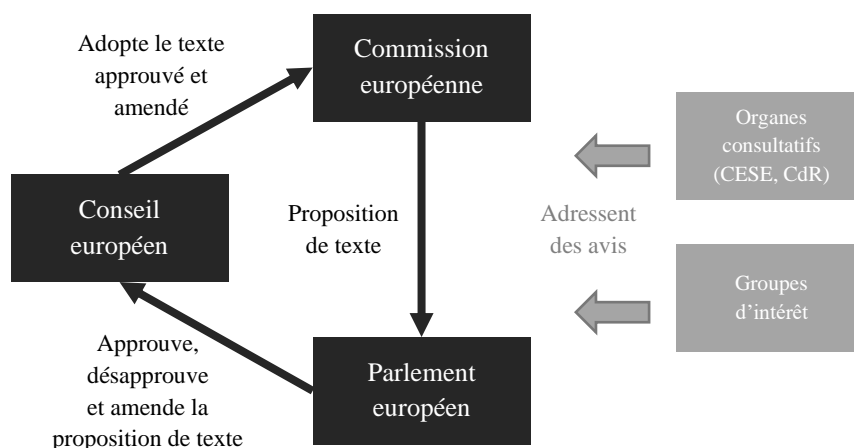 Adopte le texte
approuvé et
amendé
Commission
européenne
Organes
consultatifs
(CESE, CdR)
Conseil
européen
Proposition
de texte
Adressent
des avis
Groupes
d’intérêt
Approuve,
désapprouve
et amende la
proposition de texte
Parlement
européen